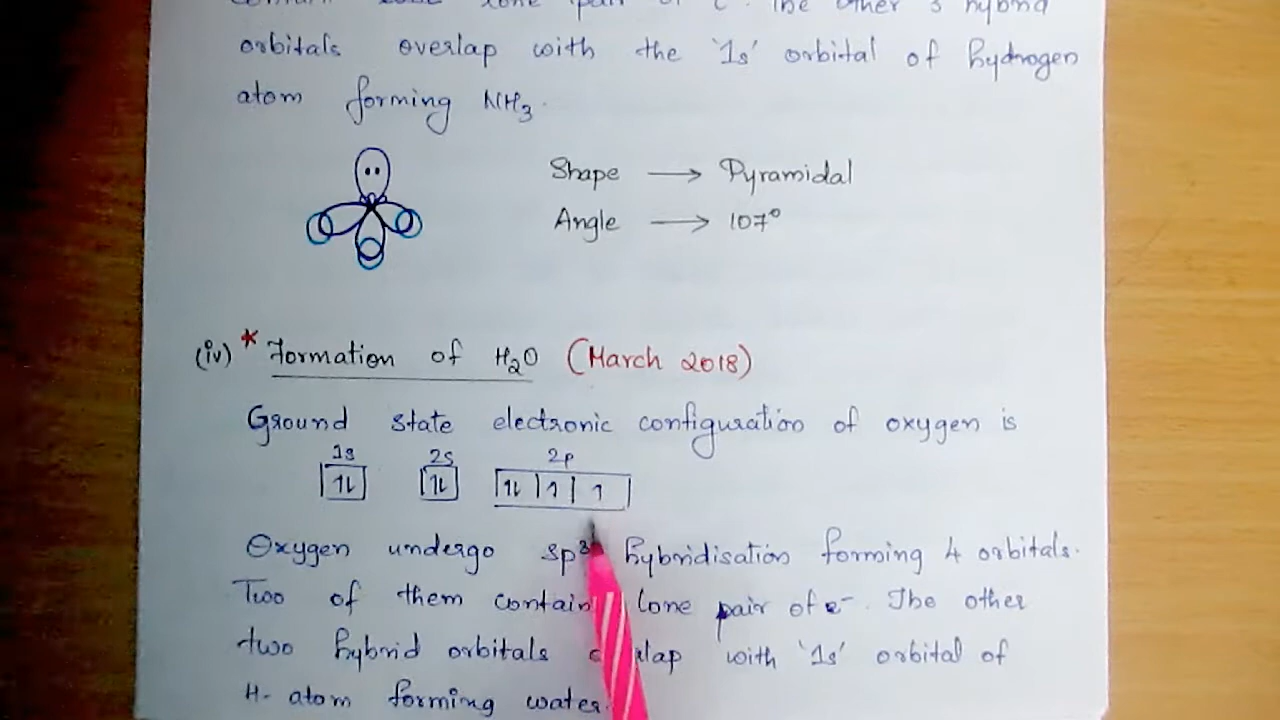 orbitals overlap with the '1s' orbital of hydrogen
atom forming NH3.
Shape → Pyramidal
Angle → 107°
(iv) * Formation of H2O (March 2018)
Ground state electronic configuration of oxygen is
1s 2s 2p
1L 1L 1L 1 1
Oxygen undergo sp3 hybridisation forming 4 orbitals.
Two of them contain lone pair of e-. The other
two hybrid orbitals with '1s' orbital of
H- atom forming water.